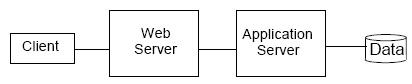 Client
Web
Server
Application
Server
Data